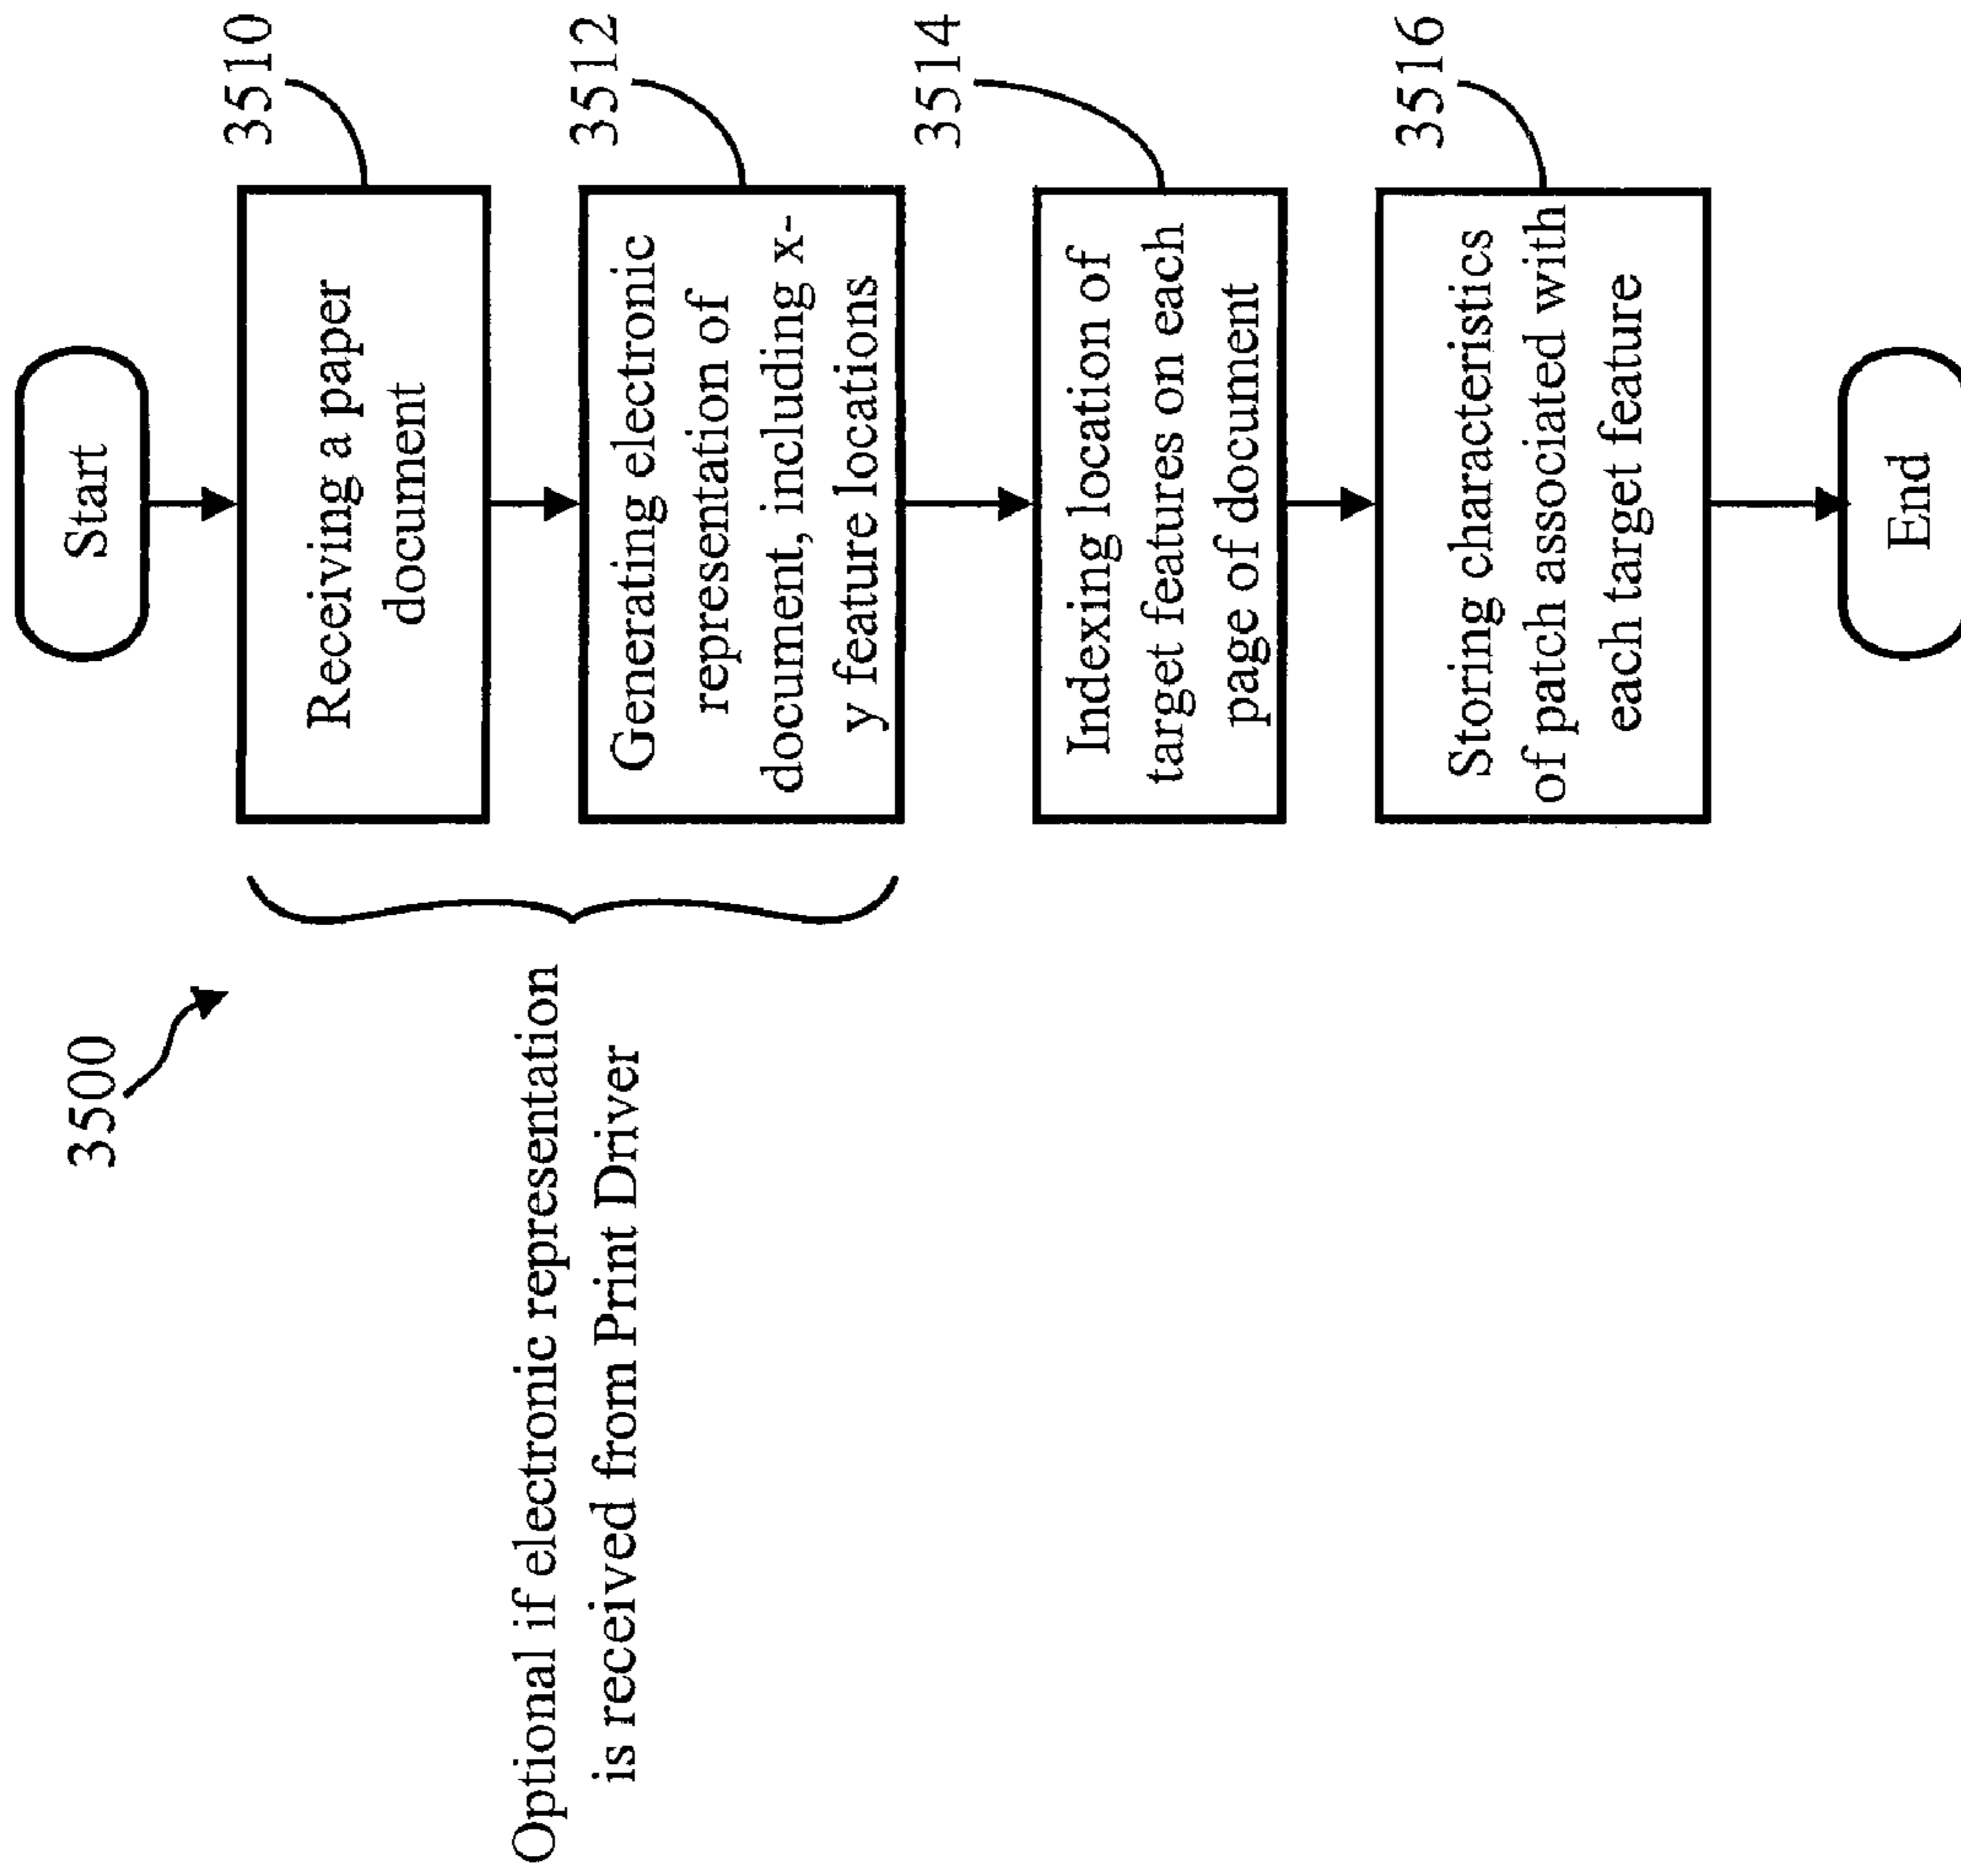 3500
Start
3510
Receiving a paper
document
Optional if electronic representation
is received from Print Driver
3512
Generating electronic
representation of
document, including x-
y feature locations
3514
Indexing location of
target features on each
page of document
3516
Storing characteristics
of patch associated with
each target feature
End